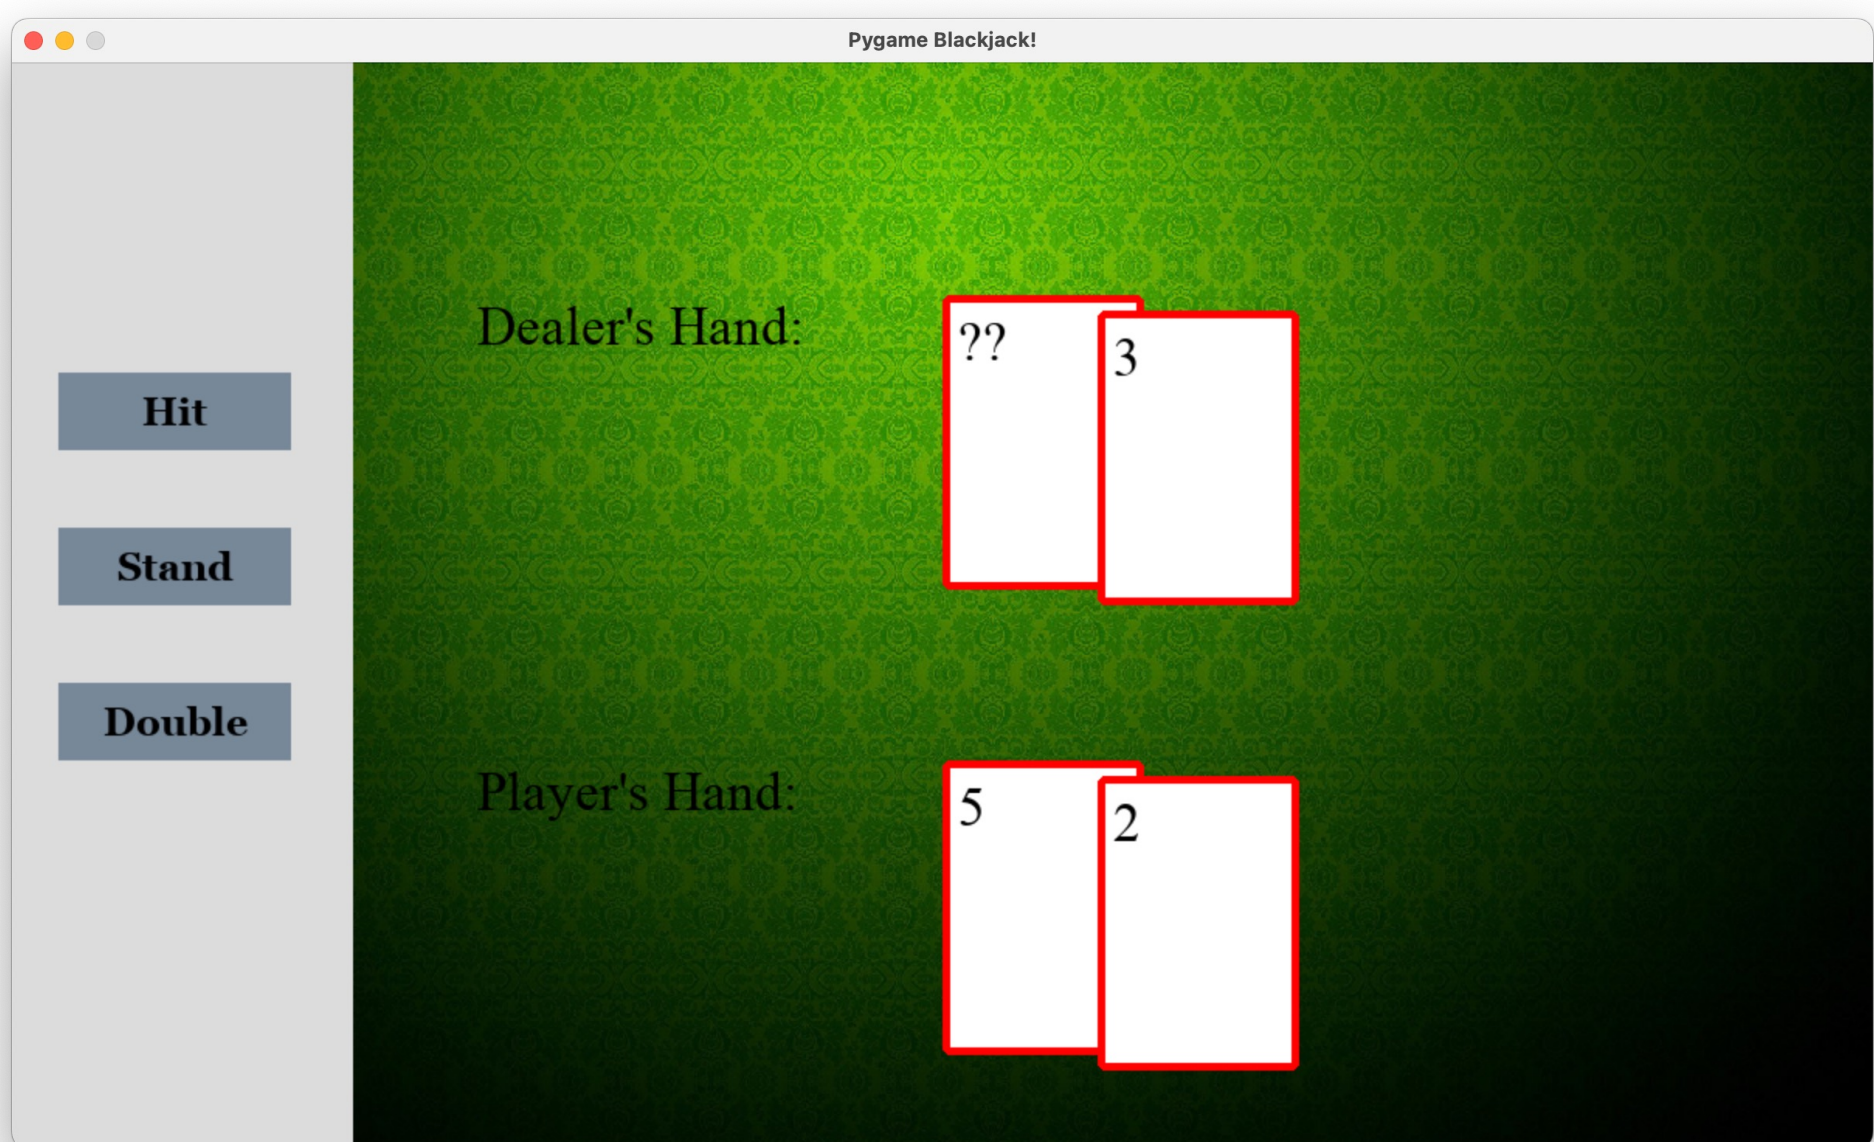 Pygame Blackjack!
Hit
Stand
Double
Dealer's Hand:
??
3
Player's Hand:
5
2